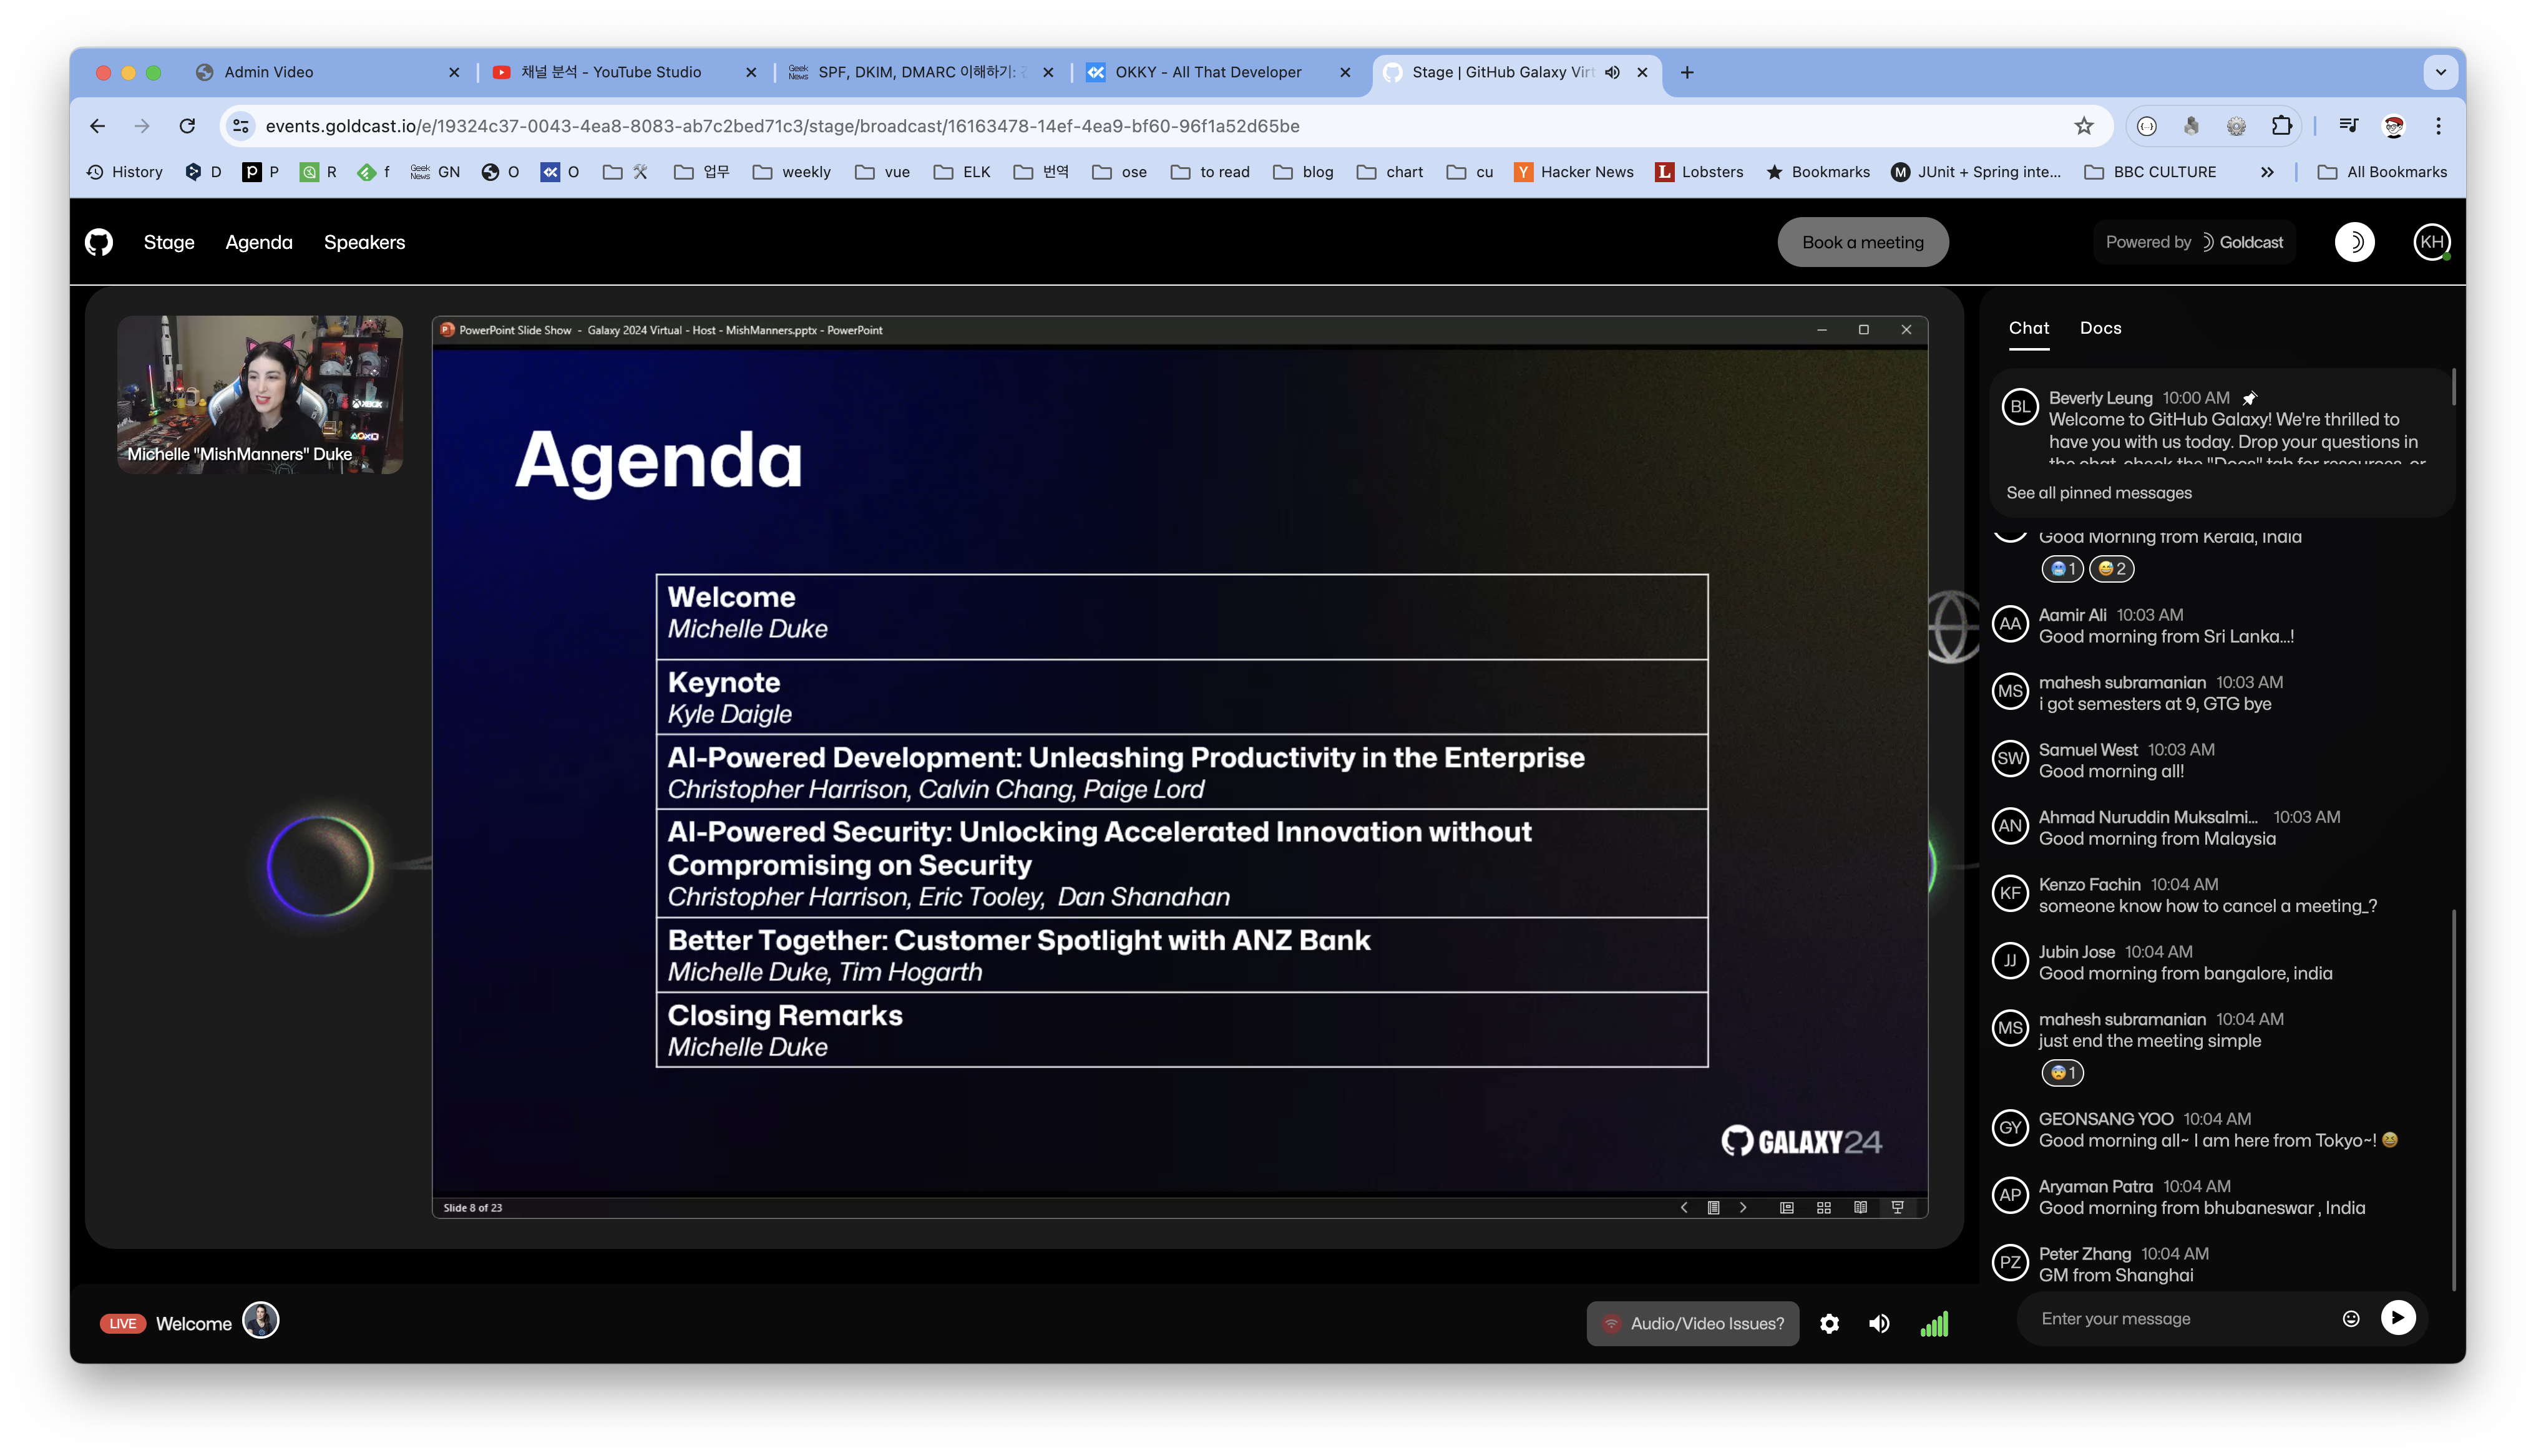 Admin Video
채널 분석 - YouTube Studio
Geek News
SPF, DKIM, DMARC 이해하기:
OKKY - All That Developer
Stage | GitHub Galaxy Virt
events.goldcast.io/e/19324c37-0043-4ea8-8083-ab7c2bed71c3/stage/broadcast/16163478-14ef-4ea9-bf60-96f1a52d65be
History
D
P
R
f
Geek News GN
O
O
업무
weekly
vue
ELK
번역
ose
to read
blog
chart
cu
Hacker News
Lobsters
Bookmarks
JUnit + Spring inte...
BBC CULTURE
All Bookmarks
Stage
Agenda
Speakers
Book a meeting
Powered by Goldcast
KH
Michelle "MishManners" Duke
PowerPoint Slide Show - Galaxy 2024 Virtual - Host - MishManners.pptx - PowerPoint
Agenda
Welcome
Michelle Duke
Keynote
Kyle Daigle
AI-Powered Development: Unleashing Productivity in the Enterprise
Christopher Harrison, Calvin Chang, Paige Lord
AI-Powered Security: Unlocking Accelerated Innovation without
Compromising on Security
Christopher Harrison, Eric Tooley, Dan Shanahan
Better Together: Customer Spotlight with ANZ Bank
Michelle Duke, Tim Hogarth
Closing Remarks
Michelle Duke
GALAXY24
Slide 8 of 23
Chat
Docs
BL
Beverly Leung 10:00 AM
Welcome to GitHub Galaxy! We're thrilled to
have you with us today. Drop your questions in
the chat, check the "Docs" tab for resources, or
See all pinned messages
Good Morning from Kerala, India
1
2
AA
Aamir Ali 10:03 AM
Good morning from Sri Lanka...!
MS
mahesh subramanian 10:03 AM
i got semesters at 9, GTG bye
SW
Samuel West 10:03 AM
Good morning all!
AN
Ahmad Nuruddin Muksalmi... 10:03 AM
Good morning from Malaysia
KF
Kenzo Fachin 10:04 AM
someone know how to cancel a meeting_?
JJ
Jubin Jose 10:04 AM
Good morning from bangalore, india
MS
mahesh subramanian 10:04 AM
just end the meeting simple
1
GY
GEONSANG YOO 10:04 AM
Good morning all~ I am here from Tokyo~! 😆
AP
Aryaman Patra 10:04 AM
Good morning from bhubaneswar , India
PZ
Peter Zhang 10:04 AM
GM from Shanghai
LIVE
Welcome
Audio/Video Issues?
Enter your message